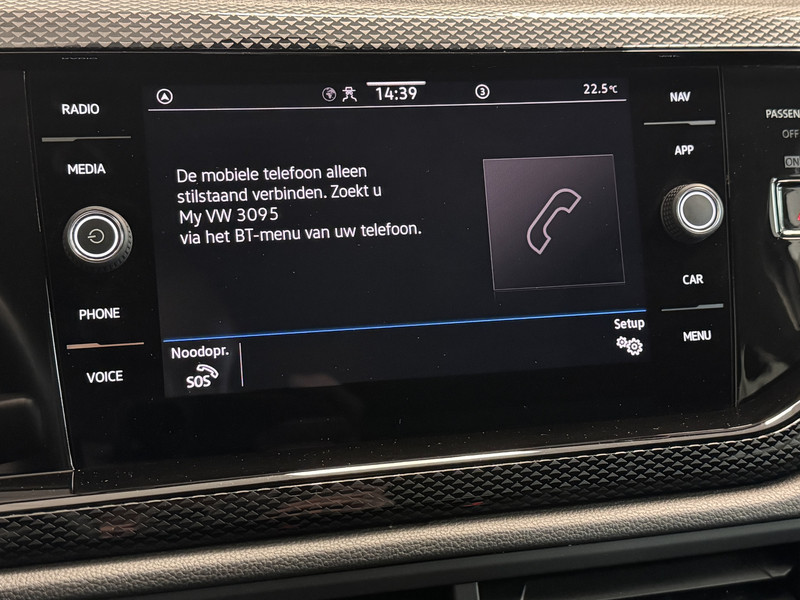 RADIO
MEDIA
PHONE
VOICE
14:39
3
22.5°C
De mobiele telefoon alleen
stilstaand verbinden. Zoekt u
My VW 3095
via het BT-menu van uw telefoon.
Noodopr.
SOS
Setup
NAV
APP
CAR
MENU
PASSEN
OFF
ON